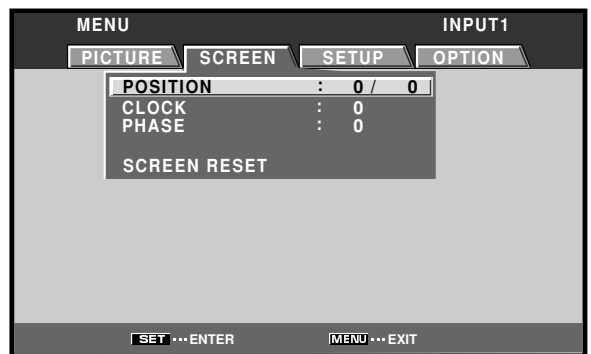 MENU INPUT1
PICTURE SCREEN SETUP OPTION
POSITION : 0 / 0
CLOCK : 0
PHASE : 0
SCREEN RESET
SET ··· ENTER MENU ··· EXIT